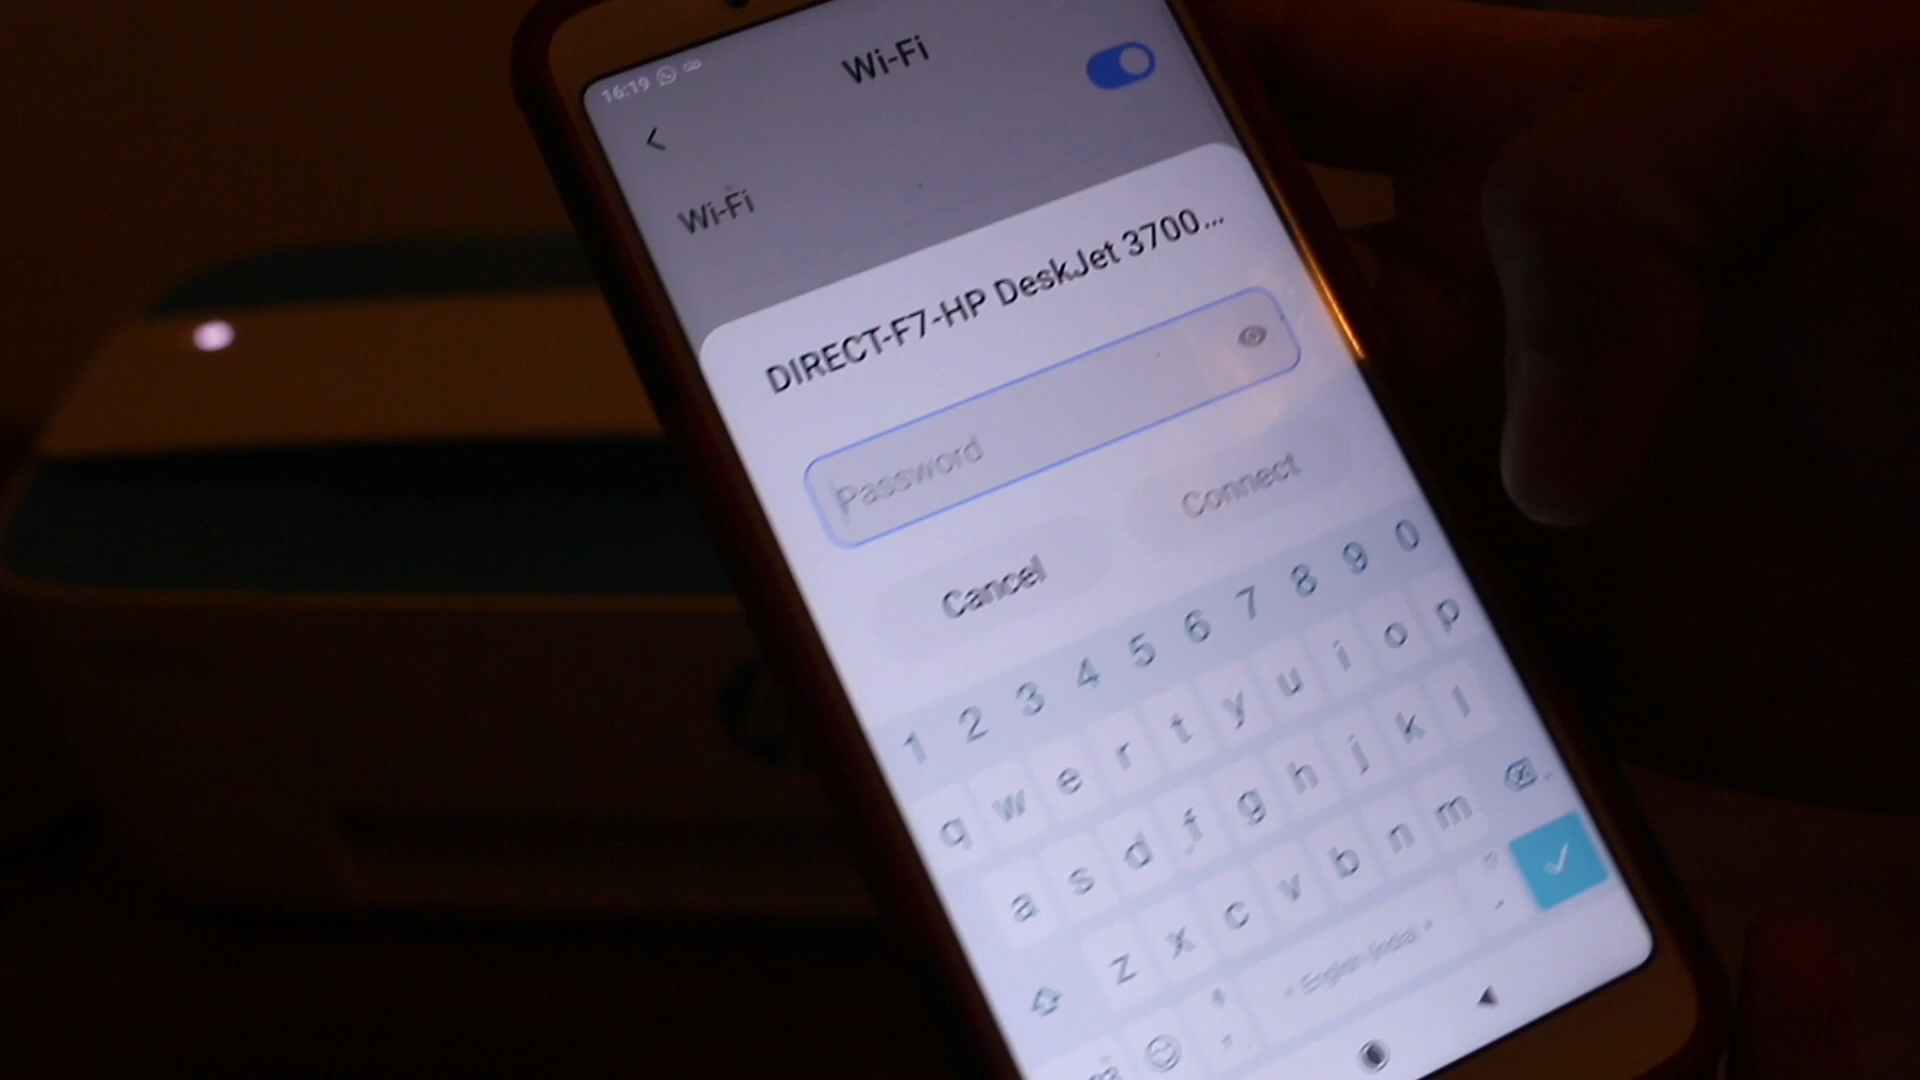 16:19
Wi-Fi
Wi-Fi
DIRECT-F7-HP DeskJet 3700...
Password
Cancel
Connect
1 2 3 4 5 6 7 8 9 0
q w e r t y u i o p
a s d f g h j k l
z x c v b n m
English (India)